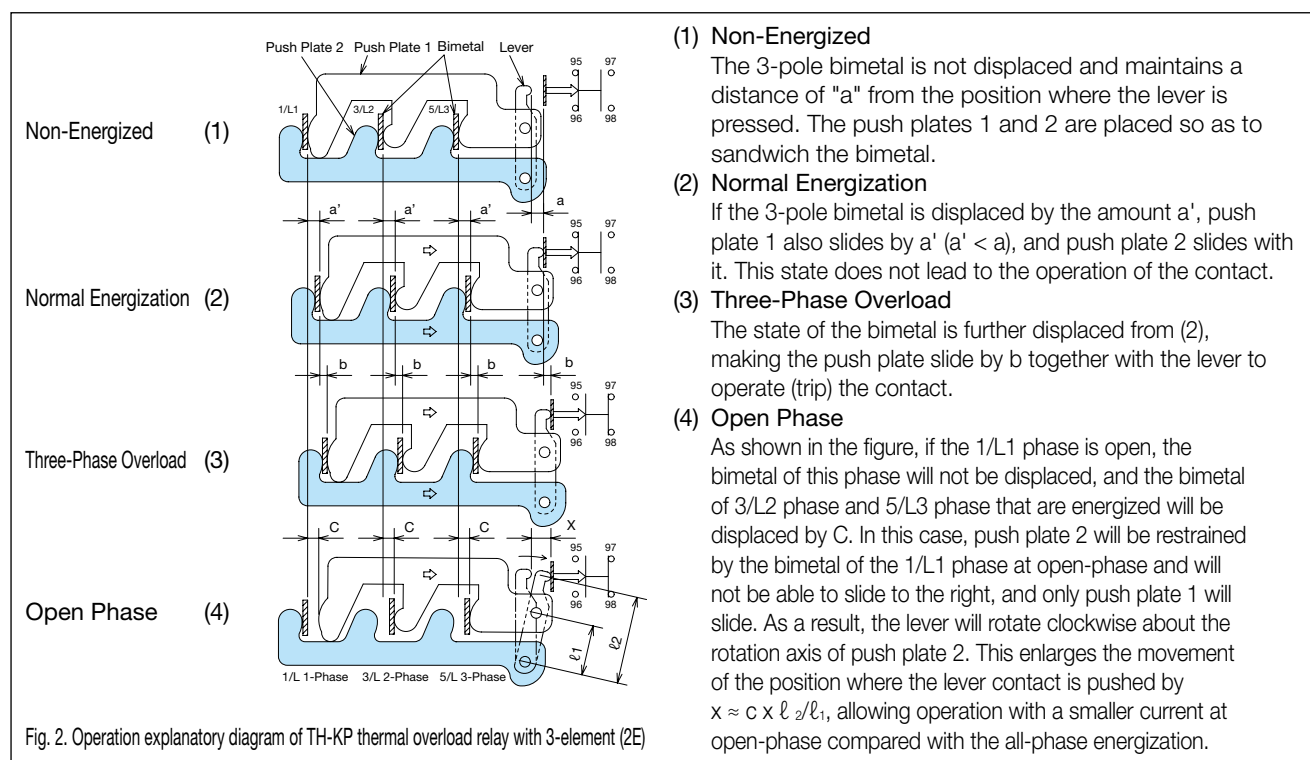 Push Plate 2
Push Plate 1
Bimetal
Lever
95
97
1/L1
3/L2
5/L3
96
98
Non-Energized (1)
a
a'
a'
a'
95
97
96
98
Normal Energization (2)
b
b
b
b
95
97
96
98
Three-Phase Overload (3)
C
C
C
X
95
97
96
98
Open Phase (4)
ℓ1
ℓ2
1/L 1-Phase
3/L 2-Phase
5/L 3-Phase
Fig. 2. Operation explanatory diagram of TH-KP thermal overload relay with 3-element (2E)
(1) Non-Energized
The 3-pole bimetal is not displaced and maintains a
distance of "a" from the position where the lever is
pressed. The push plates 1 and 2 are placed so as to
sandwich the bimetal.
(2) Normal Energization
If the 3-pole bimetal is displaced by the amount a', push
plate 1 also slides by a' (a' < a), and push plate 2 slides with
it. This state does not lead to the operation of the contact.
(3) Three-Phase Overload
The state of the bimetal is further displaced from (2),
making the push plate slide by b together with the lever to
operate (trip) the contact.
(4) Open Phase
As shown in the figure, if the 1/L1 phase is open, the
bimetal of this phase will not be displaced, and the bimetal
of 3/L2 phase and 5/L3 phase that are energized will be
displaced by C. In this case, push plate 2 will be restrained
by the bimetal of the 1/L1 phase at open-phase and will
not be able to slide to the right, and only push plate 1 will
slide. As a result, the lever will rotate clockwise about the
rotation axis of push plate 2. This enlarges the movement
of the position where the lever contact is pushed by
x ≈ c x ℓ 2/ℓ1, allowing operation with a smaller current at
open-phase compared with the all-phase energization.